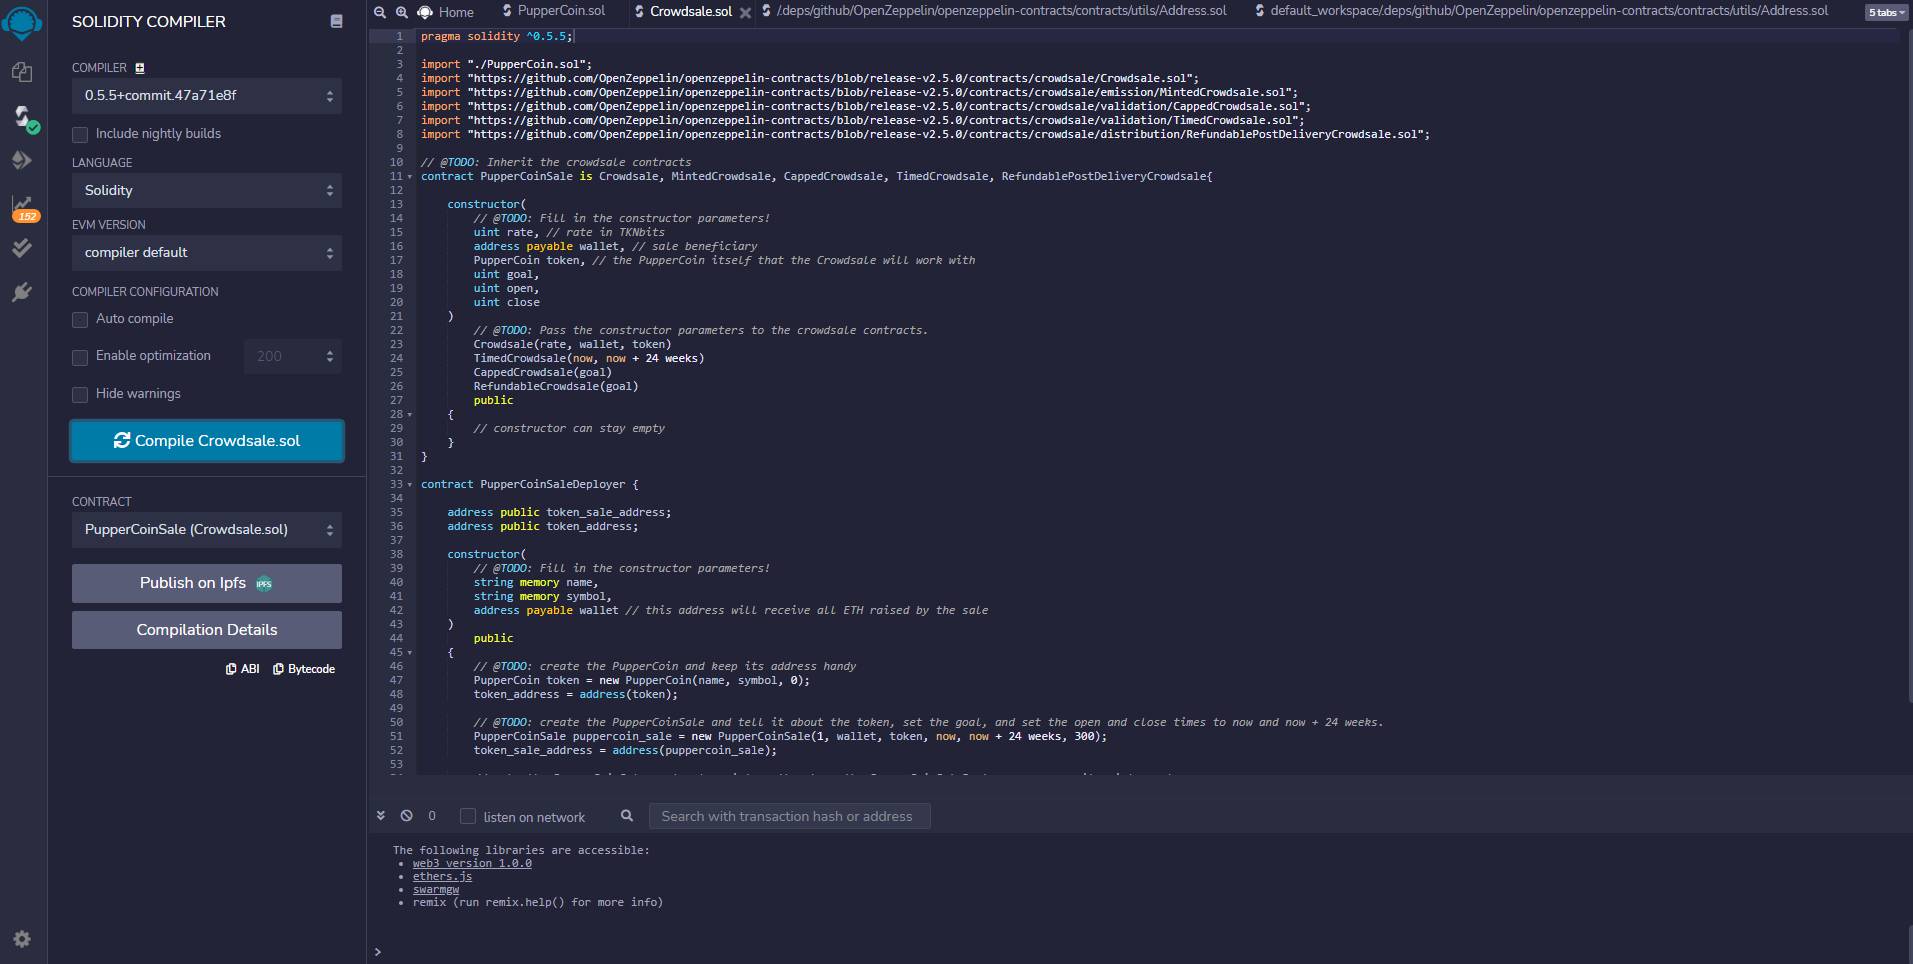 SOLIDITY COMPILER
COMPILER
0.5.5+commit.47a71e8f
Include nightly builds
LANGUAGE
Solidity
EVM VERSION
compiler default
COMPILER CONFIGURATION
Auto compile
Enable optimization 200
Hide warnings
Compile Crowdsale.sol
CONTRACT
PupperCoinSale (Crowdsale.sol)
Publish on Ipfs IPFS
Compilation Details
ABI Bytecode
152
Home PupperCoin.sol Crowdsale.sol /.deps/github/OpenZeppelin/openzeppelin-contracts/contracts/utils/Address.sol default_workspace/.deps/github/OpenZeppelin/openzeppelin-contracts/contracts/utils/Address.sol 5 tabs
1 pragma solidity ^0.5.5;
2
3 import "./PupperCoin.sol";
4 import "https://github.com/OpenZeppelin/openzeppelin-contracts/blob/release-v2.5.0/contracts/crowdsale/Crowdsale.sol";
5 import "https://github.com/OpenZeppelin/openzeppelin-contracts/blob/release-v2.5.0/contracts/crowdsale/emission/MintedCrowdsale.sol";
6 import "https://github.com/OpenZeppelin/openzeppelin-contracts/blob/release-v2.5.0/contracts/crowdsale/validation/CappedCrowdsale.sol";
7 import "https://github.com/OpenZeppelin/openzeppelin-contracts/blob/release-v2.5.0/contracts/crowdsale/validation/TimedCrowdsale.sol";
8 import "https://github.com/OpenZeppelin/openzeppelin-contracts/blob/release-v2.5.0/contracts/crowdsale/distribution/RefundablePostDeliveryCrowdsale.sol";
9
10 // @TODO: Inherit the crowdsale contracts
11 contract PupperCoinSale is Crowdsale, MintedCrowdsale, CappedCrowdsale, TimedCrowdsale, RefundablePostDeliveryCrowdsale{
12
13 constructor(
14 // @TODO: Fill in the constructor parameters!
15 uint rate, // rate in TKNbits
16 address payable wallet, // sale beneficiary
17 PupperCoin token, // the PupperCoin itself that the Crowdsale will work with
18 uint goal,
19 uint open,
20 uint close
21 )
22 // @TODO: Pass the constructor parameters to the crowdsale contracts.
23 Crowdsale(rate, wallet, token)
24 TimedCrowdsale(now, now + 24 weeks)
25 CappedCrowdsale(goal)
26 RefundableCrowdsale(goal)
27 public
28 {
29 // constructor can stay empty
30 }
31 }
32
33 contract PupperCoinSaleDeployer {
34
35 address public token_sale_address;
36 address public token_address;
37
38 constructor(
39 // @TODO: Fill in the constructor parameters!
40 string memory name,
41 string memory symbol,
42 address payable wallet // this address will receive all ETH raised by the sale
43 )
44 public
45 {
46 // @TODO: create the PupperCoin and keep its address handy
47 PupperCoin token = new PupperCoin(name, symbol, 0);
48 token_address = address(token);
49
50 // @TODO: create the PupperCoinSale and tell it about the token, set the goal, and set the open and close times to now and now + 24 weeks.
51 PupperCoinSale puppercoin_sale = new PupperCoinSale(1, wallet, token, now, now + 24 weeks, 300);
52 token_sale_address = address(puppercoin_sale);
53
0 listen on network Search with transaction hash or address
The following libraries are accessible:
• web3 version 1.0.0
• ethers.js
• swarmgw
• remix (run remix.help() for more info)
>